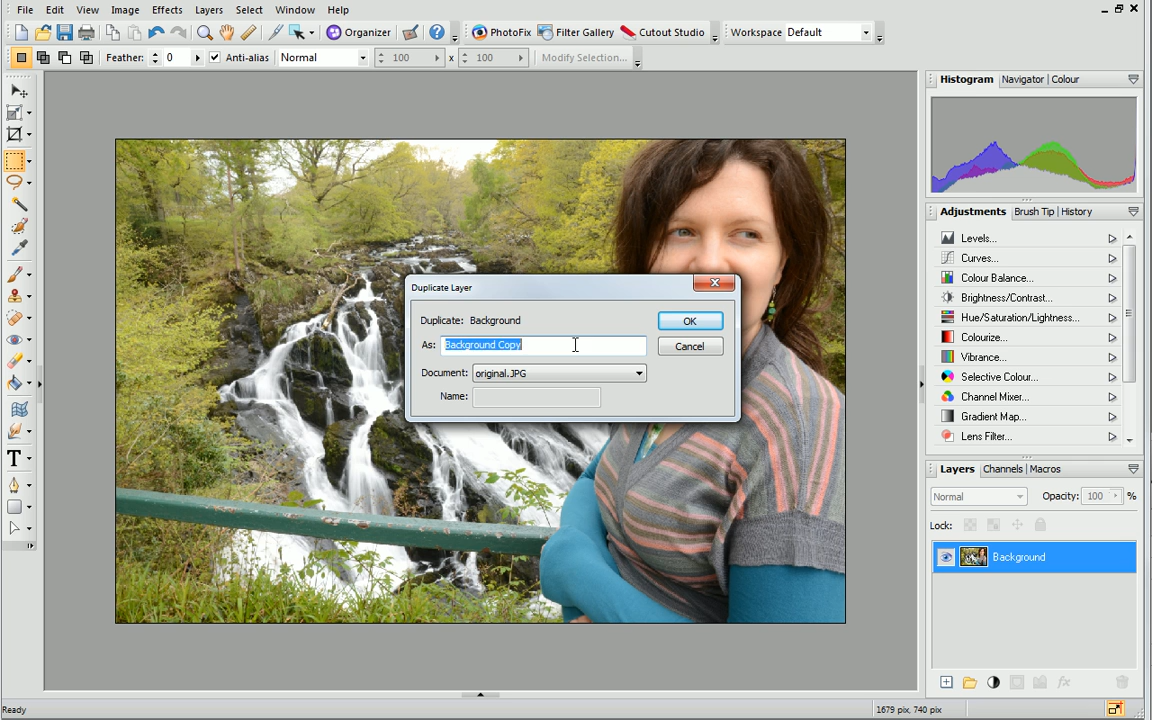 File Edit View Image Effects Layers Select Window Help
Organizer PhotoFix Filter Gallery Cutout Studio Workspace Default
Feather: 0 Anti-alias Normal 100 x 100 Modify Selection...
Histogram Navigator | Colour
Adjustments Brush Tip | History
Levels...
Curves...
Colour Balance...
Brightness/Contrast...
Hue/Saturation/Lightness...
Colourize...
Vibrance...
Selective Colour...
Channel Mixer...
Gradient Map...
Lens Filter...
Duplicate Layer
Duplicate: Background OK
As: Background Copy Cancel
Document: original.JPG
Name:
Layers Channels | Macros
Normal Opacity: 100 %
Lock:
Background
Ready 1679 pix, 740 pix